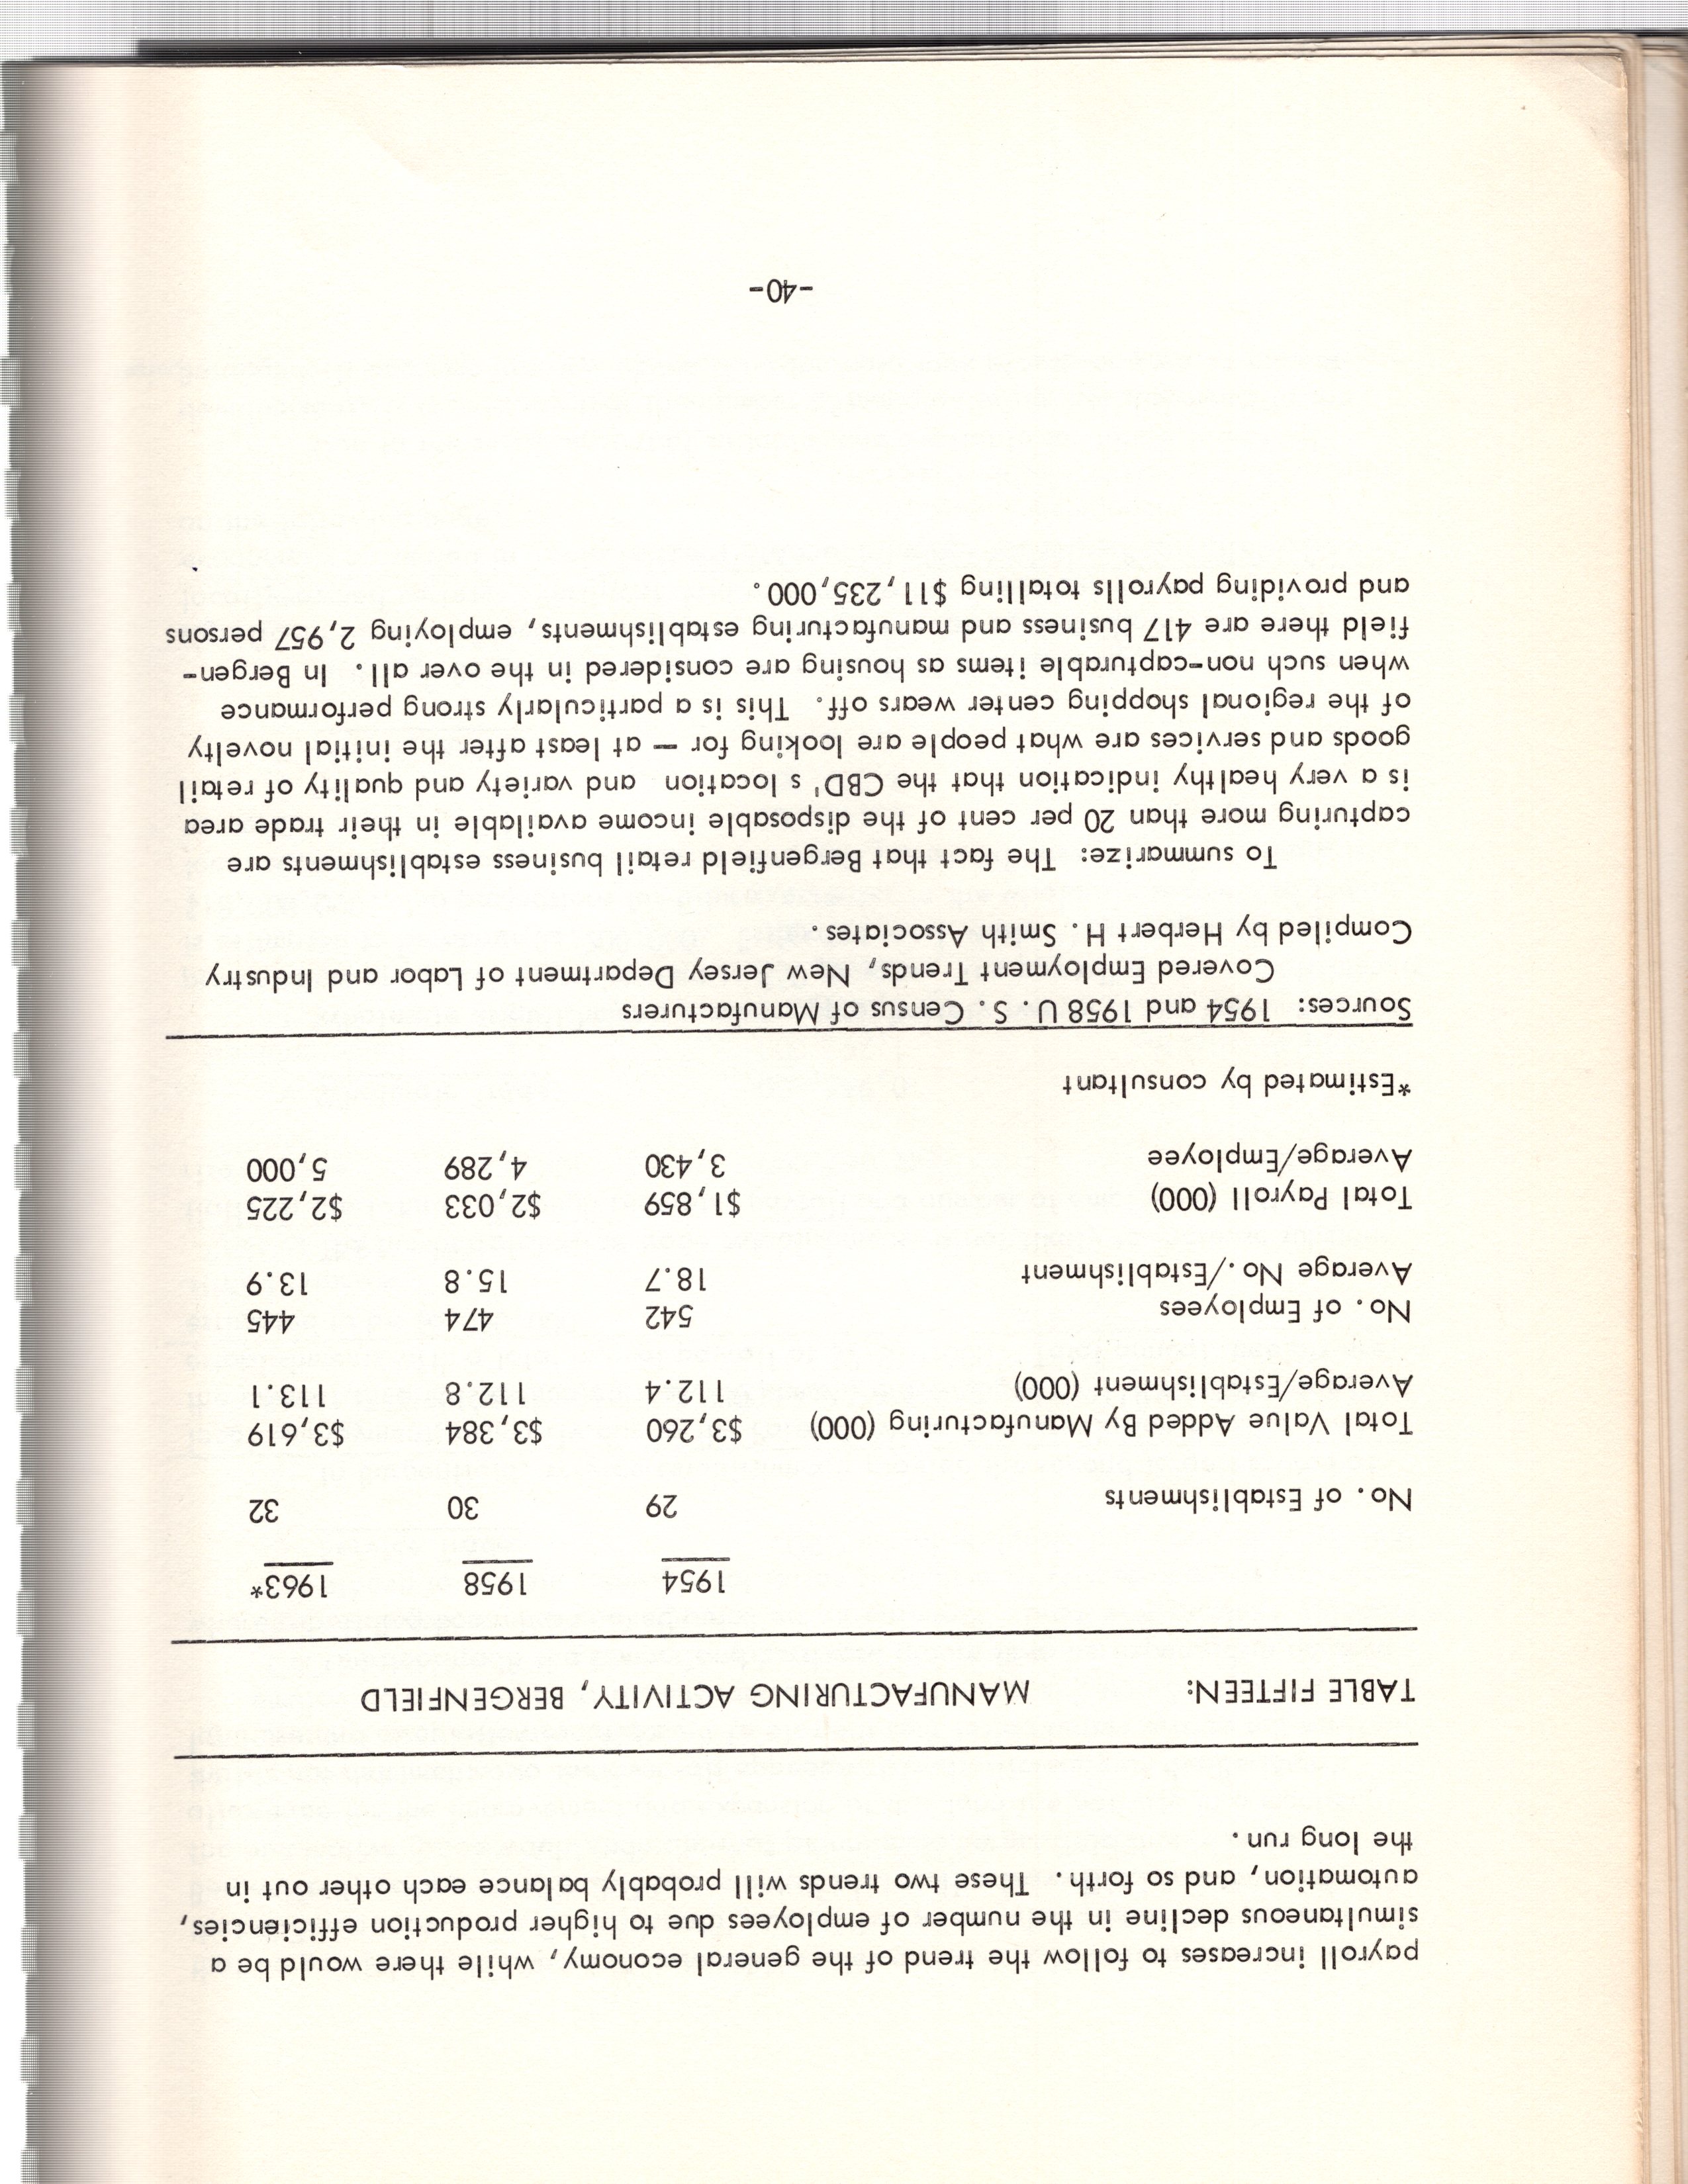 payroll increases to follow the trend of the general economy, while there would be a
simultaneous decline in the number of employees due to higher production efficiencies,
automation, and so forth. These two trends will probably balance each other out in
the long run.
TABLE FIFTEEN: MANUFACTURING ACTIVITY, BERGENFIELD
1954 1958 1963*
No. of Establishments 29 30 32
Total Value Added By Manufacturing (000) $3,260 $3,384 $3,619
Average/Establishment (000) 112.4 112.8 113.1
No. of Employees 542 474 445
Average No./Establishment 18.7 15.8 13.9
Total Payroll (000) $1,859 $2,033 $2,225
Average/Employee 3,430 4,289 5,000
*Estimated by consultant
Sources: 1954 and 1958 U. S. Census of Manufacturers
Covered Employment Trends, New Jersey Department of Labor and Industry
Compiled by Herbert H. Smith Associates.
To summarize: The fact that Bergenfield retail business establishments are
capturing more than 20 per cent of the disposable income available in their trade area
is a very healthy indication that the CBD's location and variety and quality of retail
goods and services are what people are looking for — at least after the initial novelty
of the regional shopping center wears off. This is a particularly strong performance
when such non-capturable items as housing are considered in the over all. In Bergen-
field there are 417 business and manufacturing establishments, employing 2,957 persons
and providing payrolls totalling $11,235,000.
-40-